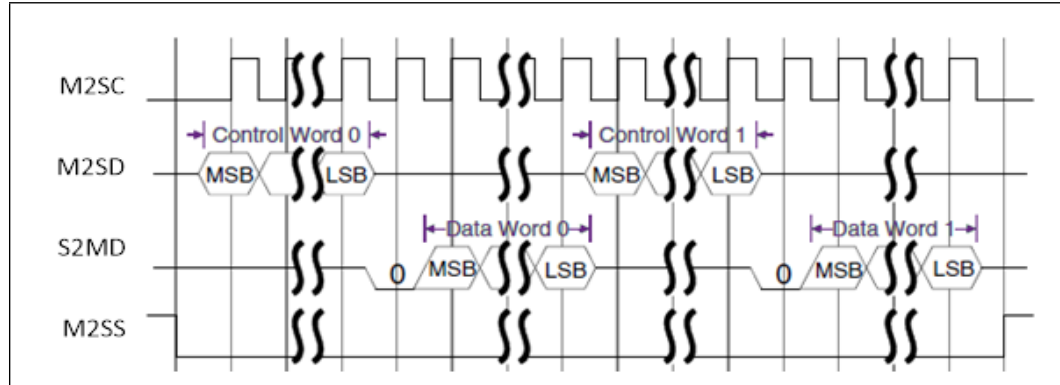 M2SC
Control Word 0 Control Word 1
M2SD MSB LSB MSB LSB
Data Word 0 Data Word 1
S2MD 0 MSB LSB 0 MSB LSB
M2SS